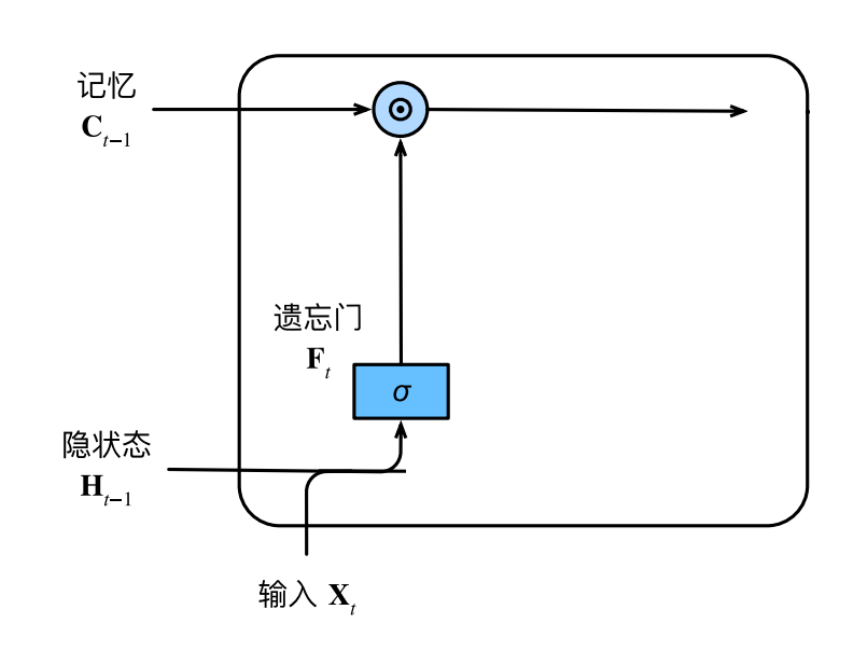 记忆
C_{t−1}
⊙
遗忘门
F_t
σ
隐状态
H_{t−1}
输入 X_t